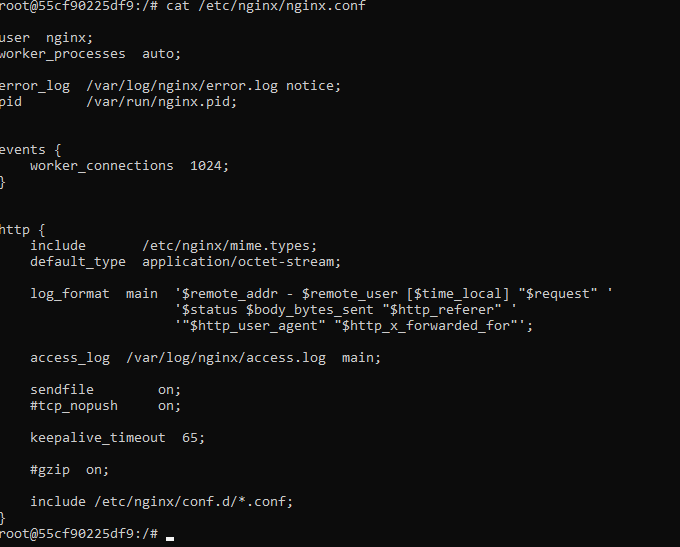 root@55cf90225df9:/# cat /etc/nginx/nginx.conf
user  nginx;
worker_processes  auto;
error_log  /var/log/nginx/error.log notice;
pid        /var/run/nginx.pid;
events {
    worker_connections  1024;
}
http {
    include       /etc/nginx/mime.types;
    default_type  application/octet-stream;
    log_format  main  '$remote_addr - $remote_user [$time_local] "$request" '
                      '$status $body_bytes_sent "$http_referer" '
                      '"$http_user_agent" "$http_x_forwarded_for"';
    access_log  /var/log/nginx/access.log  main;
    sendfile        on;
    #tcp_nopush     on;
    keepalive_timeout  65;
    #gzip  on;
    include /etc/nginx/conf.d/*.conf;
}
root@55cf90225df9:/#